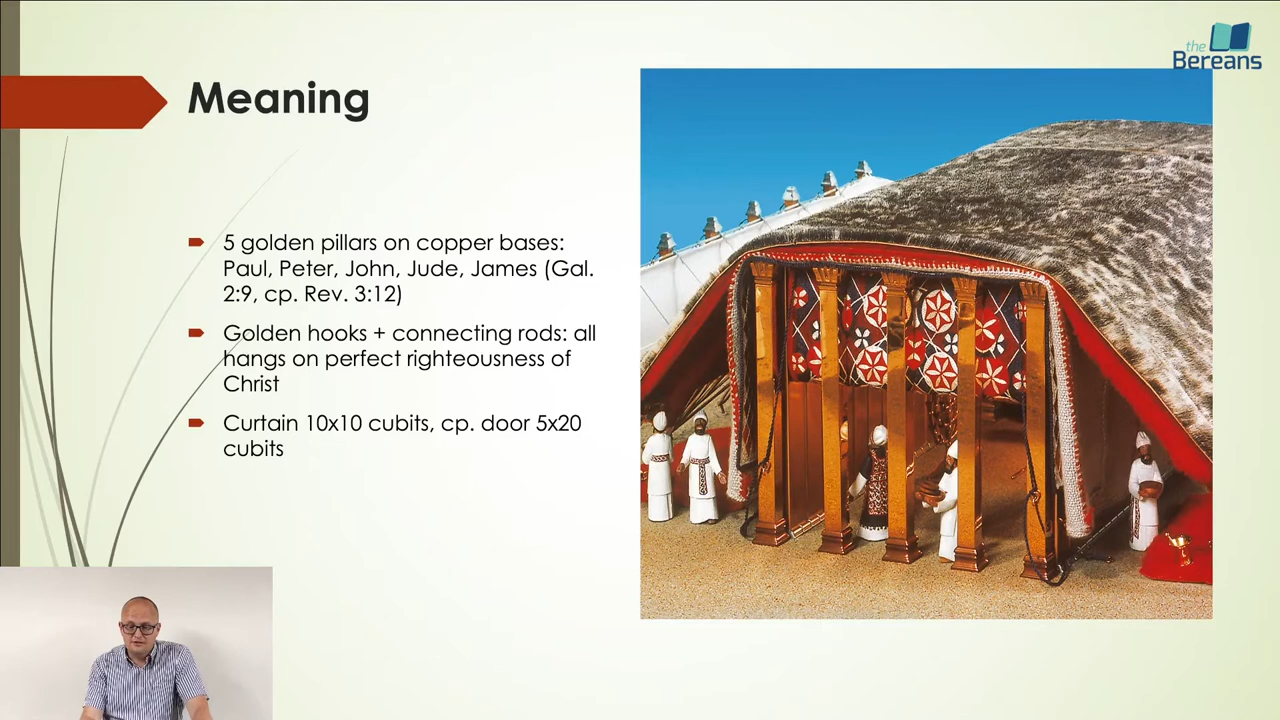 the
Bereans
Meaning
5 golden pillars on copper bases:
Paul, Peter, John, Jude, James (Gal.
2:9, cp. Rev. 3:12)
Golden hooks + connecting rods: all
hangs on perfect righteousness of
Christ
Curtain 10x10 cubits, cp. door 5x20
cubits